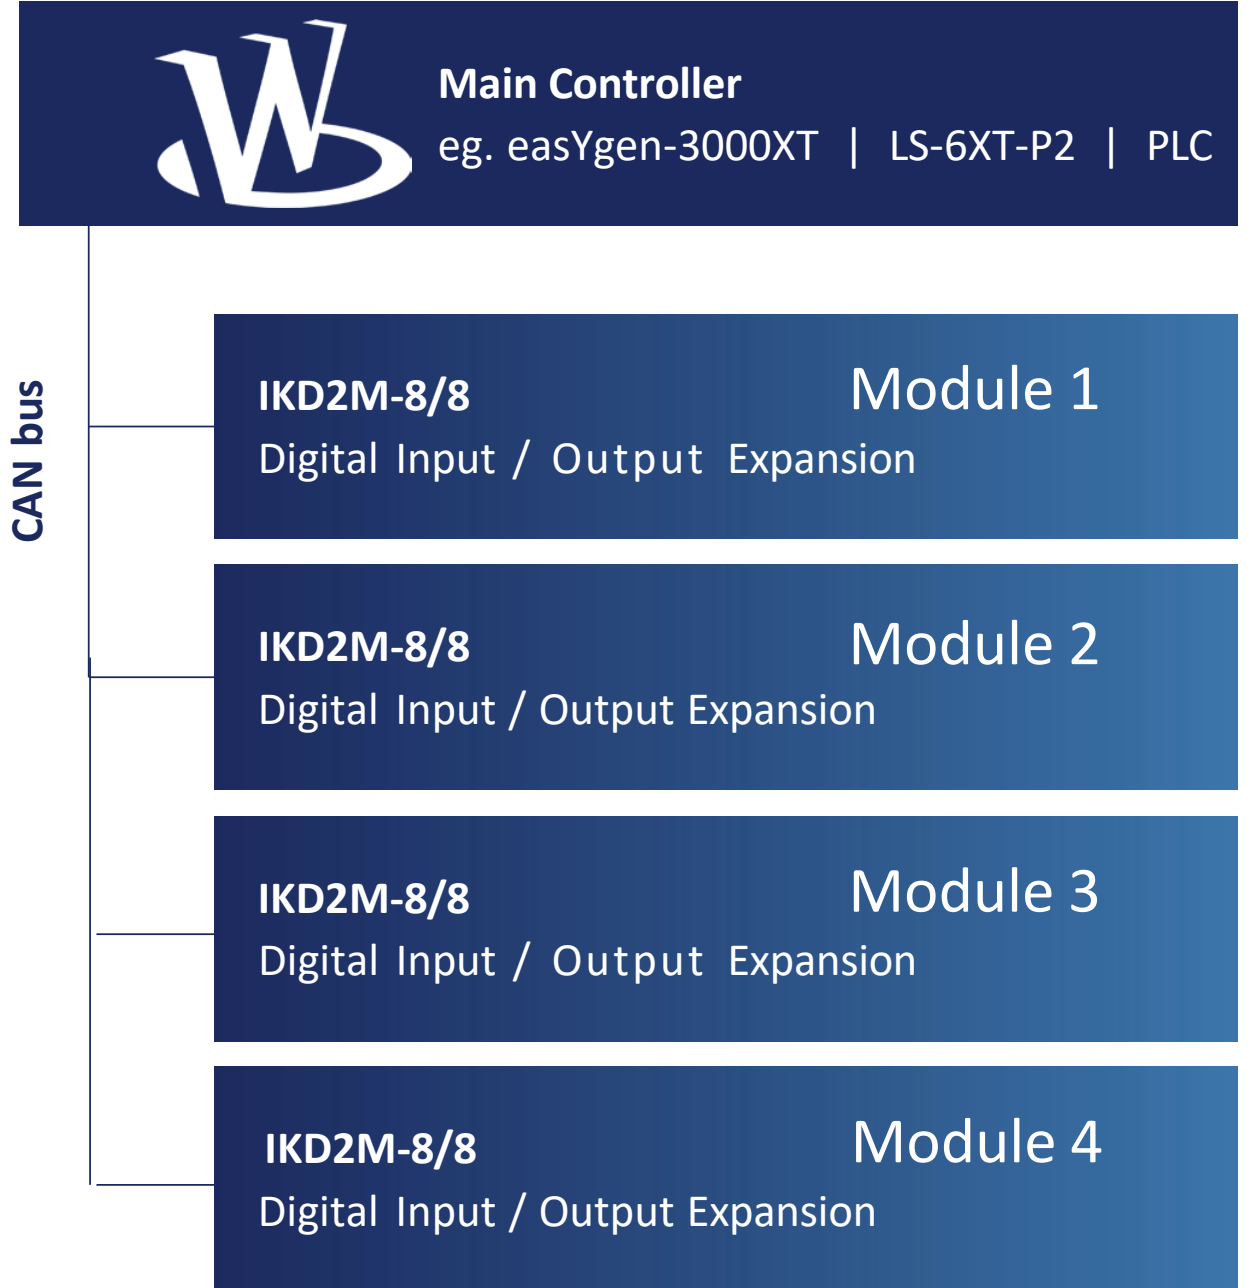 Main Controller
eg. easYgen-3000XT | LS-6XT-P2 | PLC
CAN bus
IKD2M-8/8 Module 1
Digital Input / Output Expansion
IKD2M-8/8 Module 2
Digital Input / Output Expansion
IKD2M-8/8 Module 3
Digital Input / Output Expansion
IKD2M-8/8 Module 4
Digital Input / Output Expansion